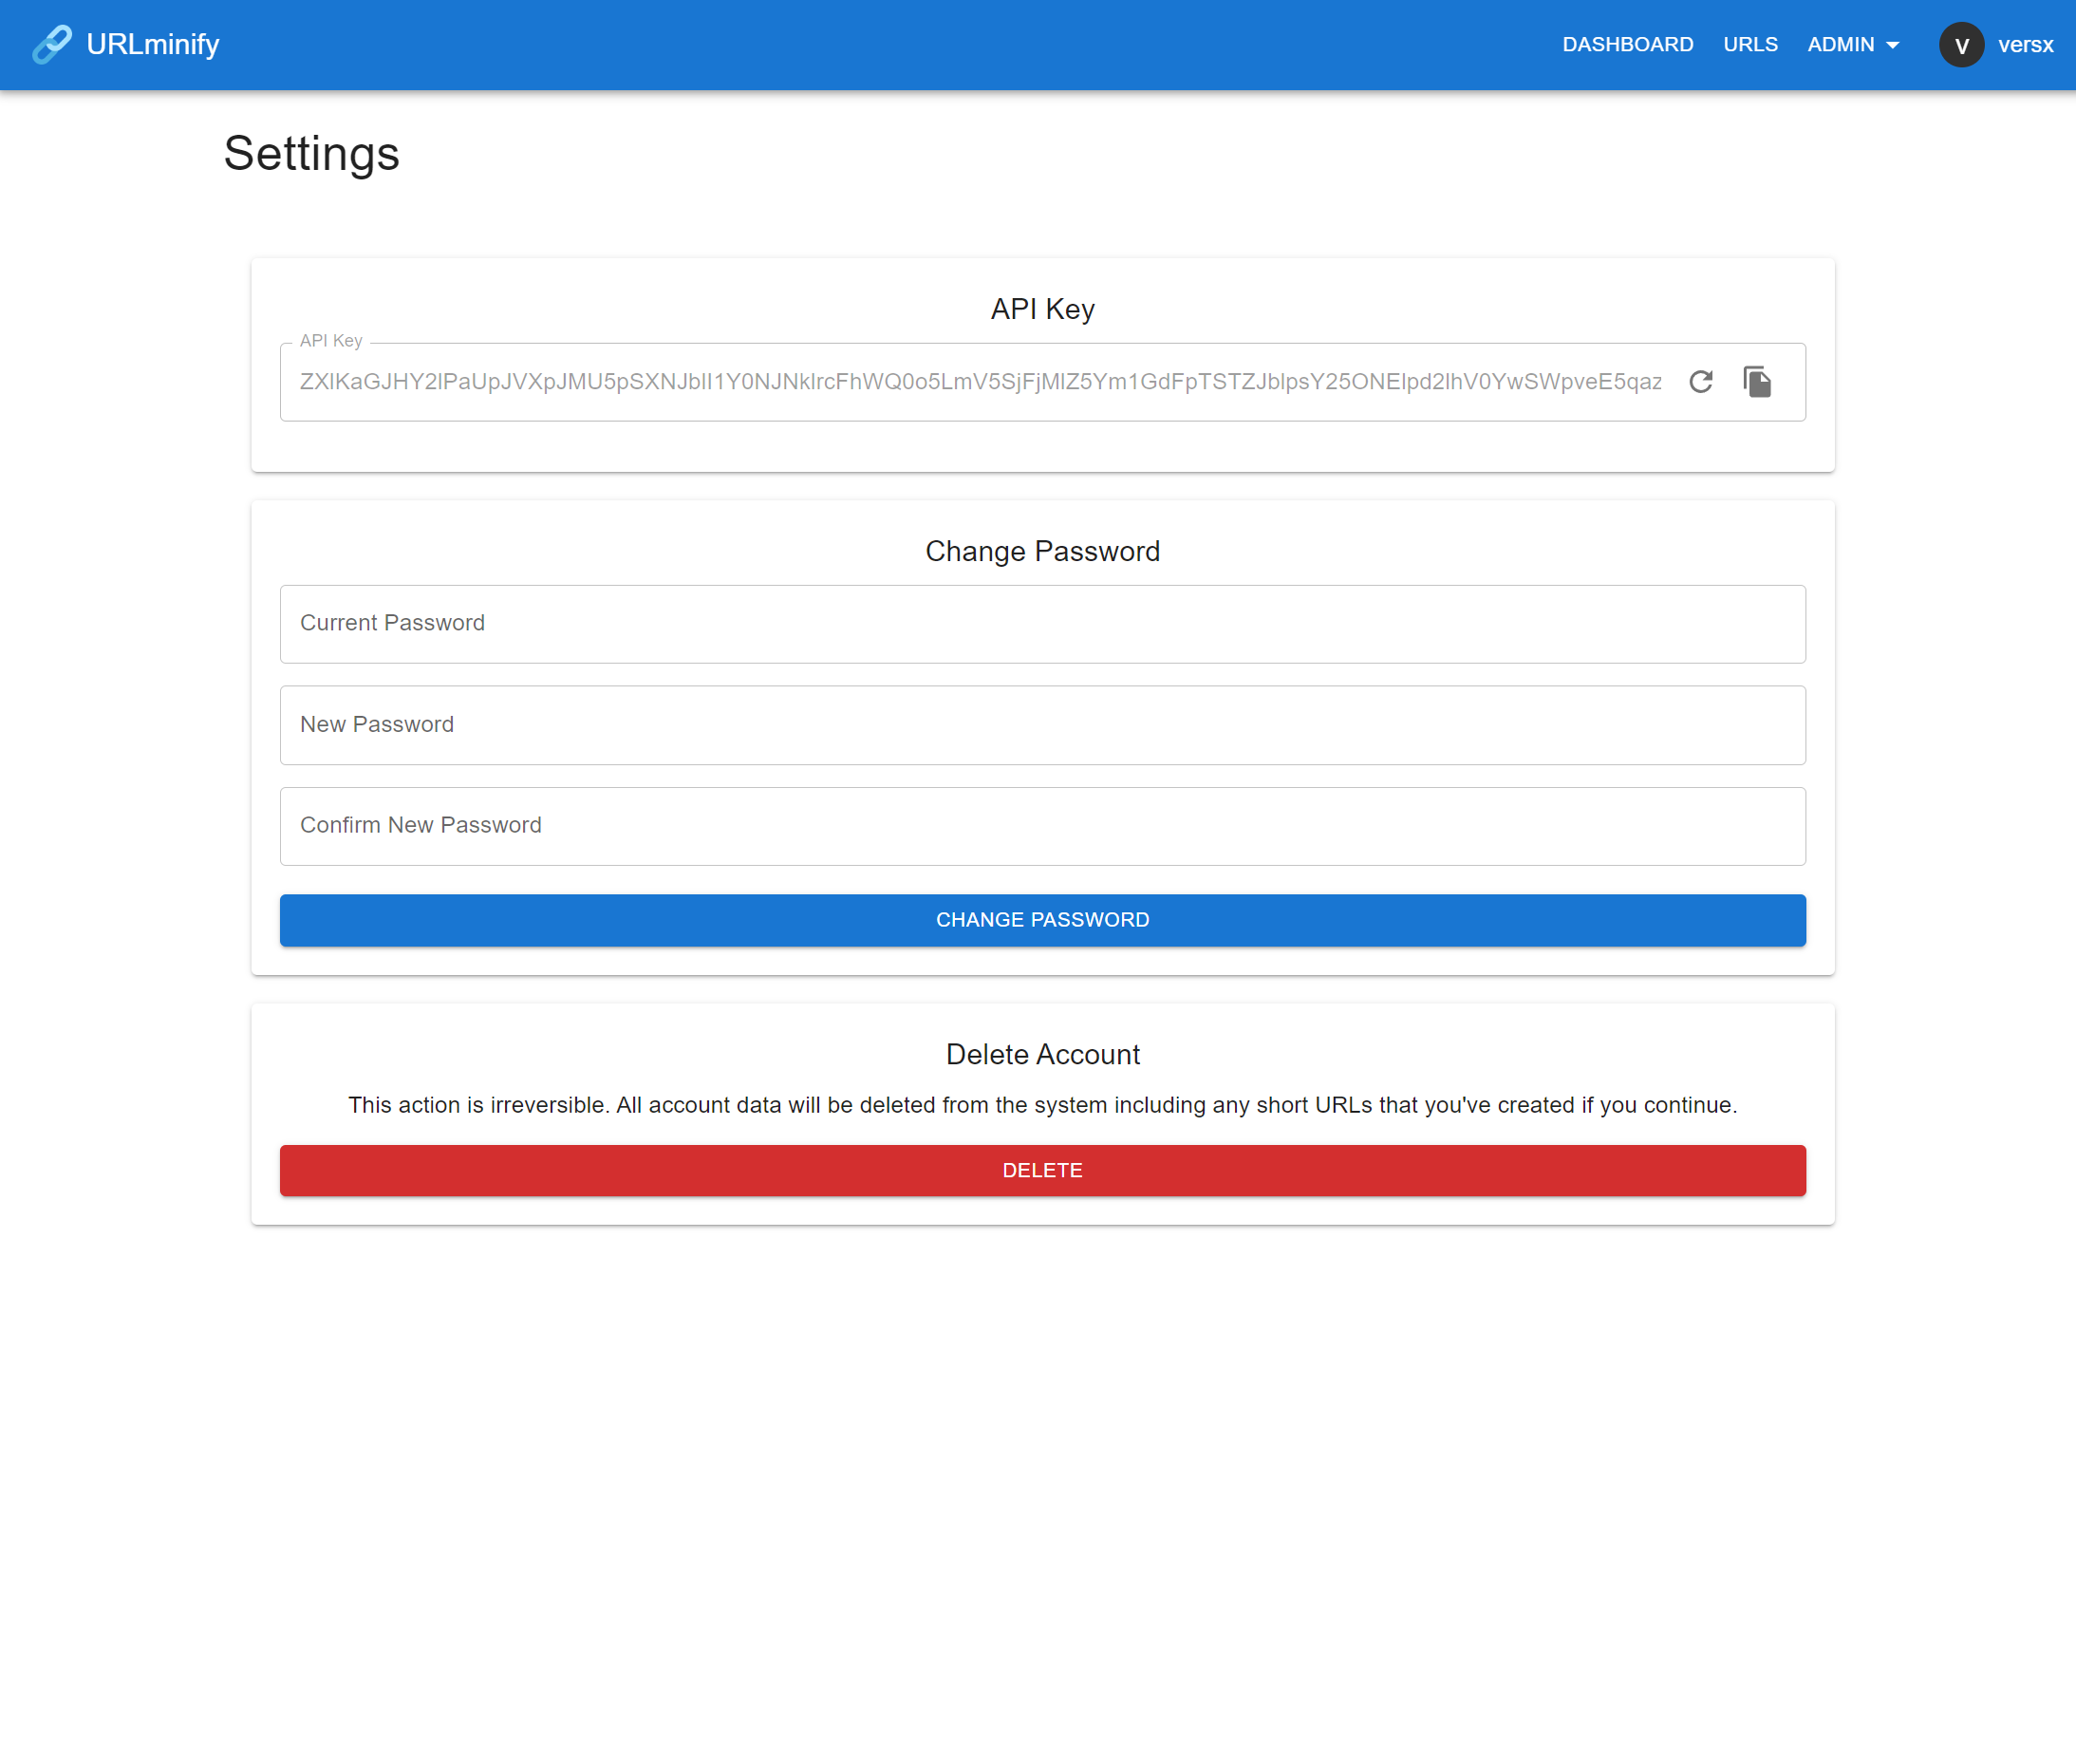 URLminify
DASHBOARD URLS ADMIN V versx
Settings
API Key
API Key
Change Password
Current Password
New Password
Confirm New Password
CHANGE PASSWORD
Delete Account
This action is irreversible. All account data will be deleted from the system including any short URLs that you've created if you continue.
DELETE